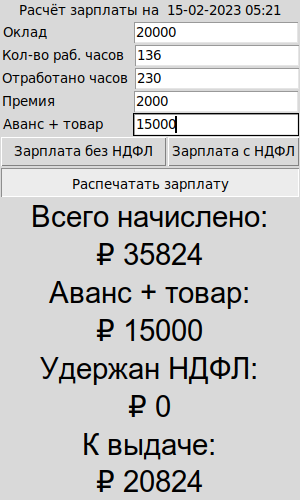 Расчёт зарплаты на 15-02-2023 05:21
Оклад 20000
Кол-во раб. часов 136
Отработано часов 230
Премия 2000
Аванс + товар 15000
Зарплата без НДФЛ Зарплата с НДФЛ
Распечатать зарплату
Всего начислено:
₽ 35824
Аванс + товар:
₽ 15000
Удержан НДФЛ:
₽ 0
К выдаче:
₽ 20824